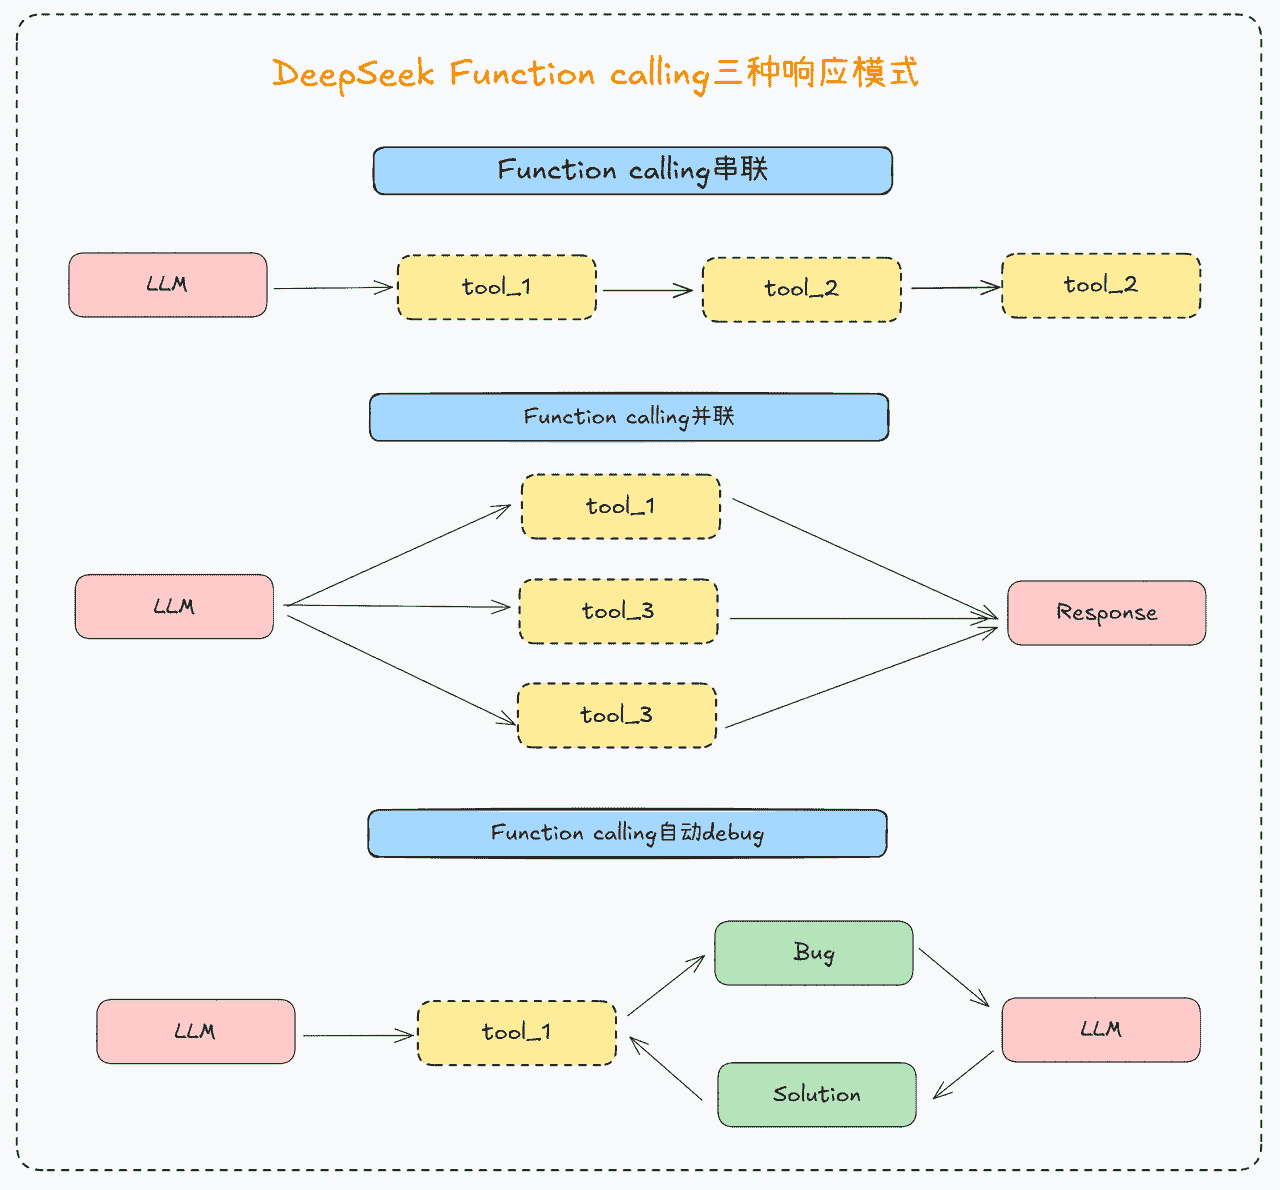 DeepSeek Function calling三种响应模式
Function calling串联
LLM
tool_1
tool_2
tool_2
Function calling并联
tool_1
LLM
tool_3
Response
tool_3
Function calling自动debug
Bug
LLM
tool_1
LLM
Solution